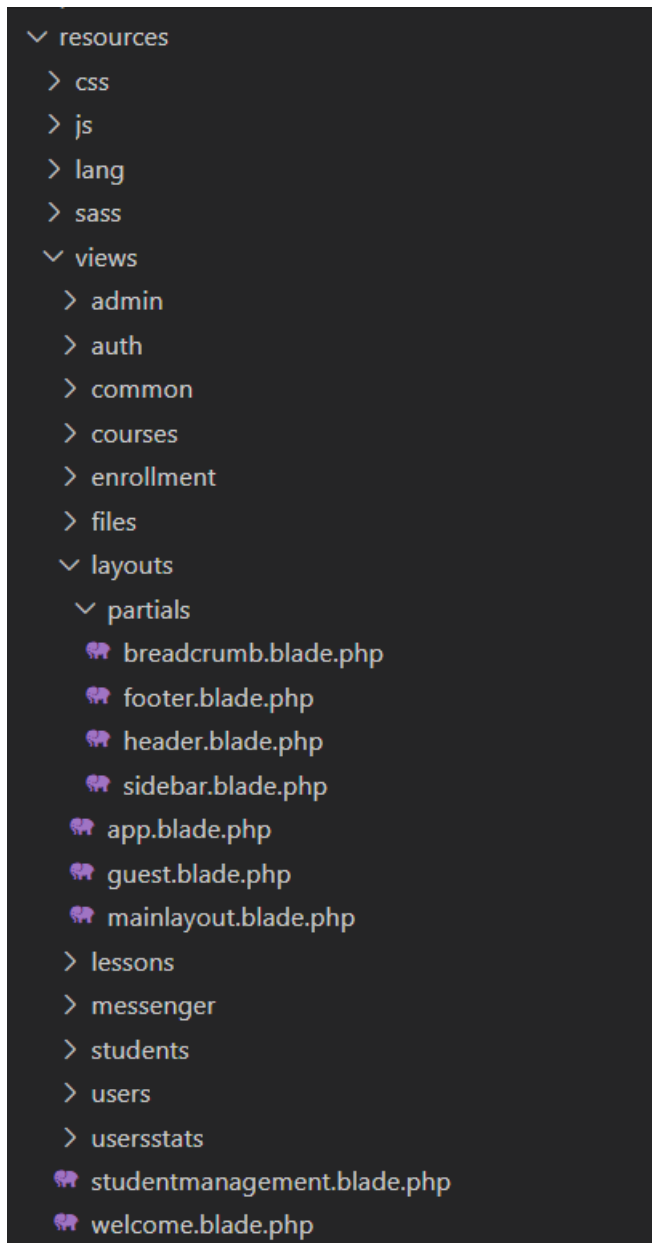 resources
css
js
lang
sass
views
admin
auth
common
courses
enrollment
files
layouts
partials
breadcrumb.blade.php
footer.blade.php
header.blade.php
sidebar.blade.php
app.blade.php
guest.blade.php
mainlayout.blade.php
lessons
messenger
students
users
usersstats
studentmanagement.blade.php
welcome.blade.php